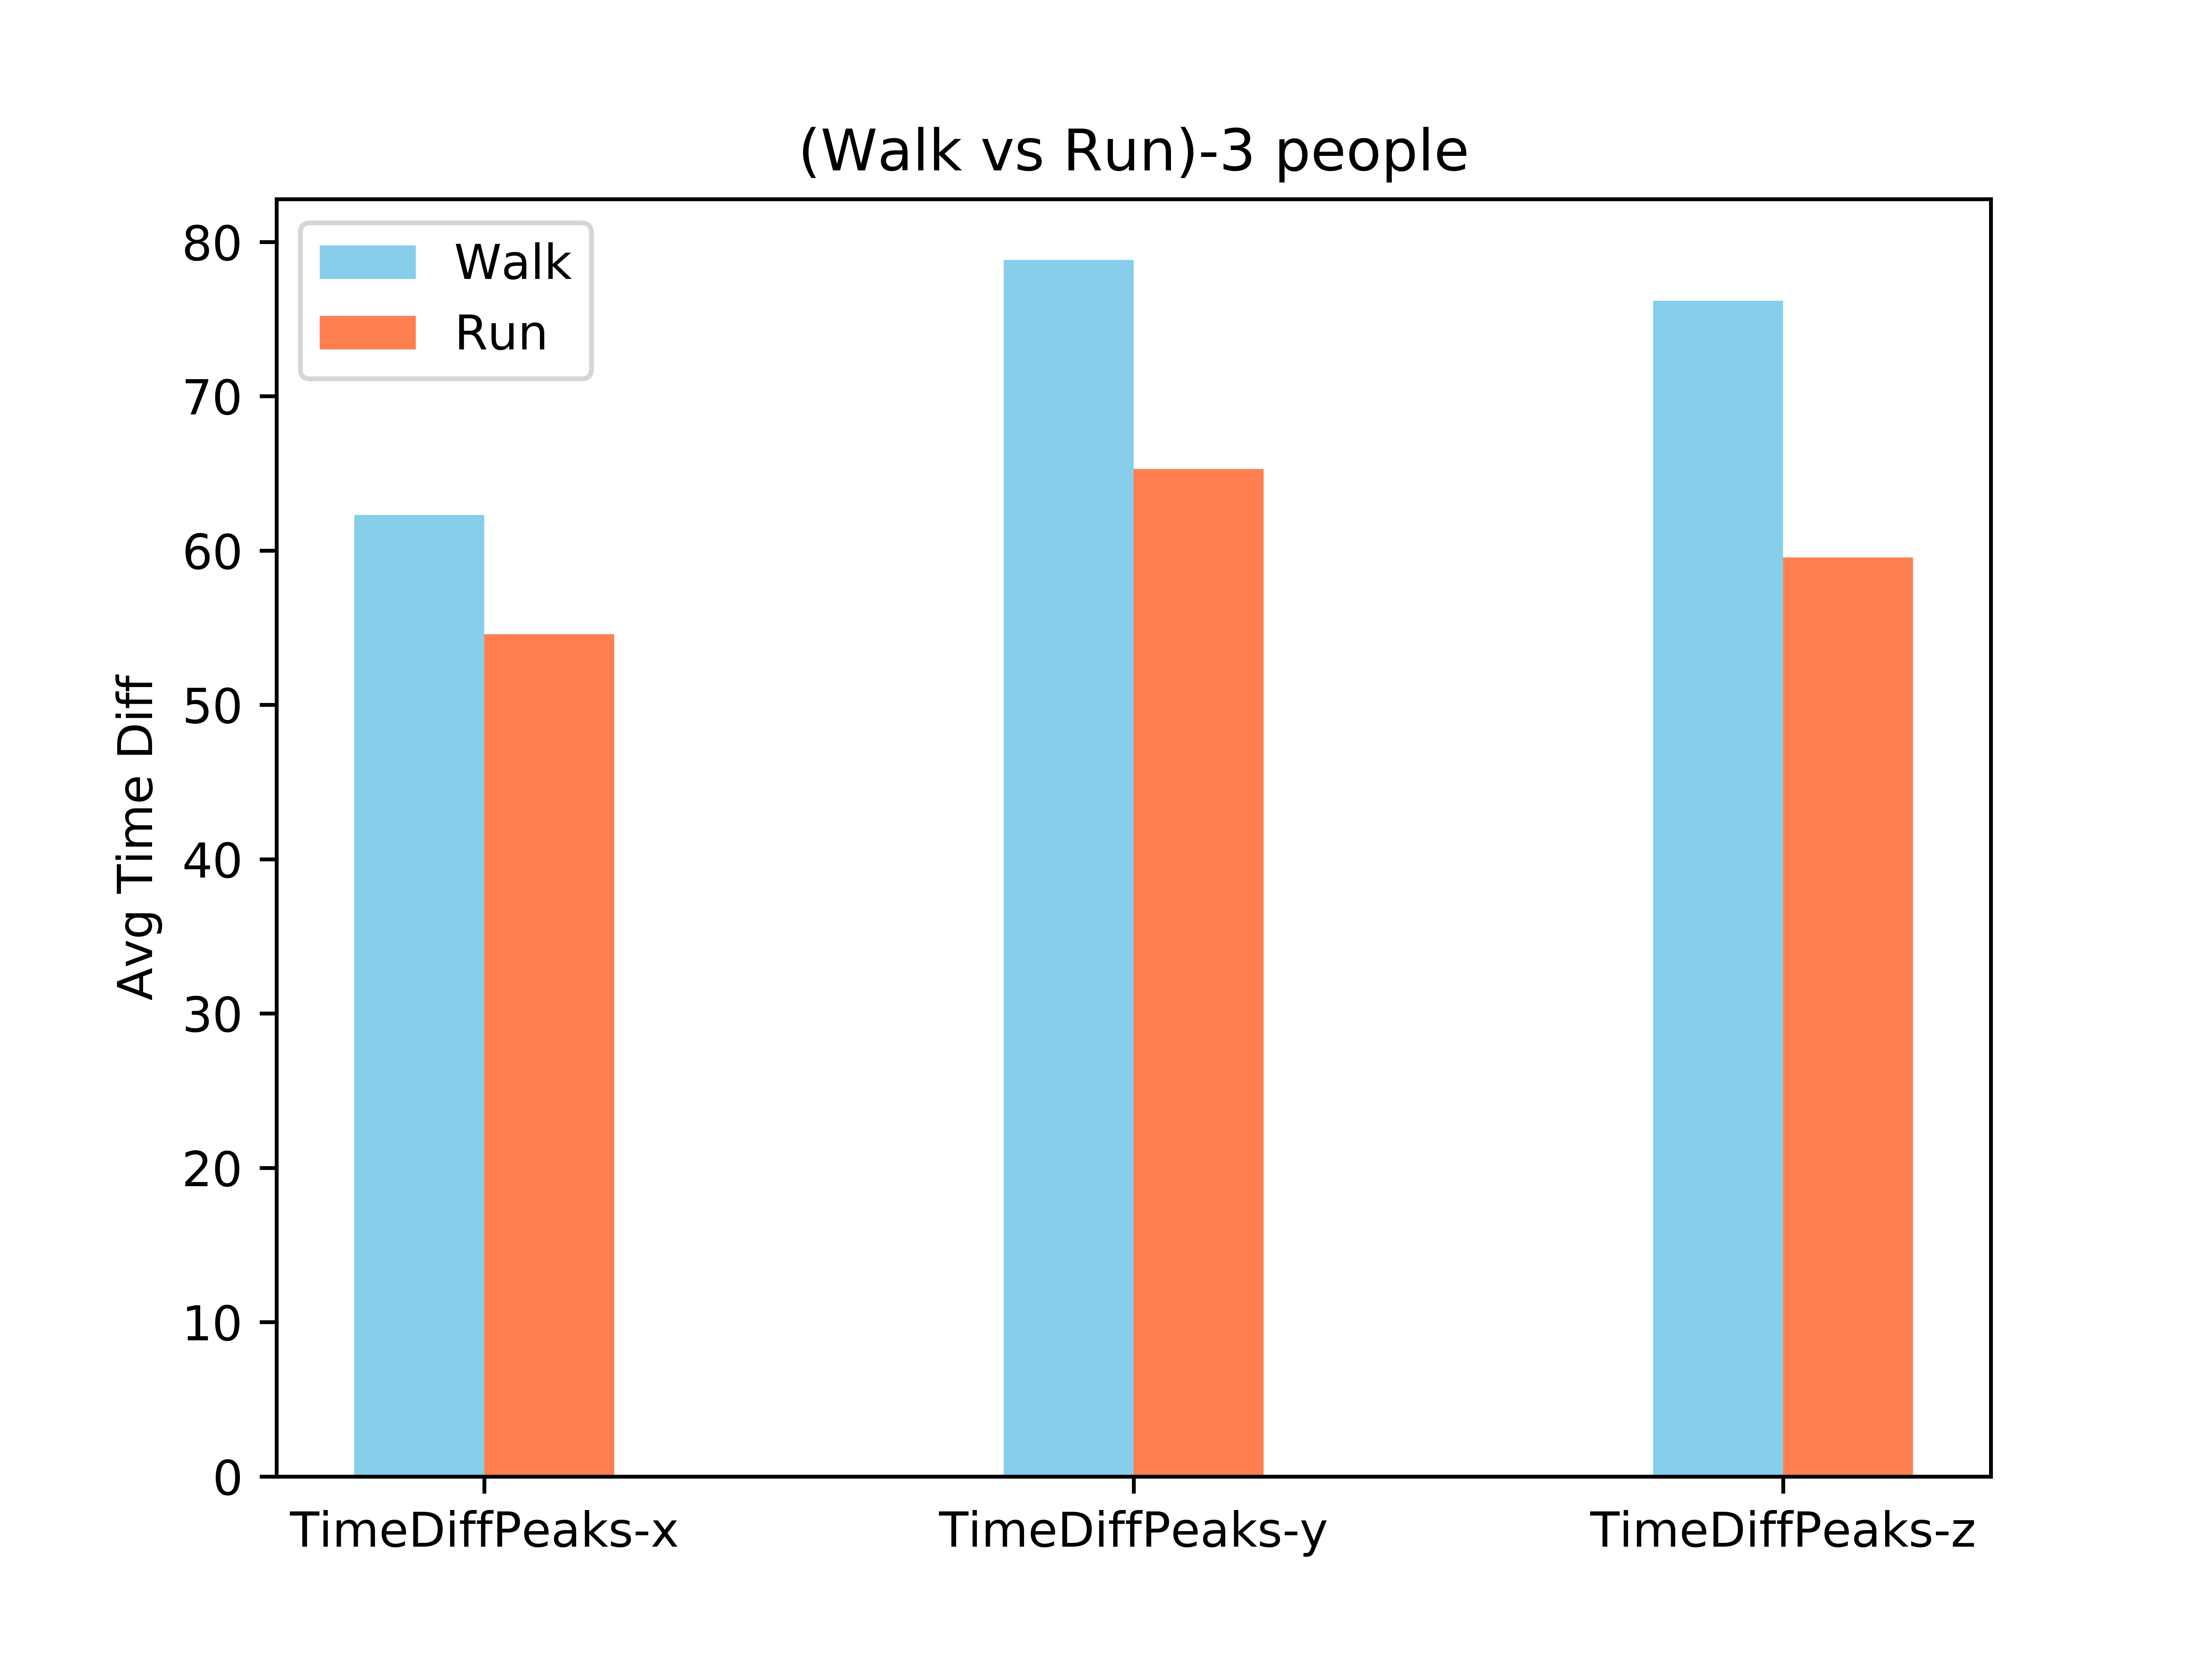 (Walk vs Run)-3 people
Walk
Run
Avg Time Diff
80
70
60
50
40
30
20
10
0
TimeDiffPeaks-x
TimeDiffPeaks-y
TimeDiffPeaks-z